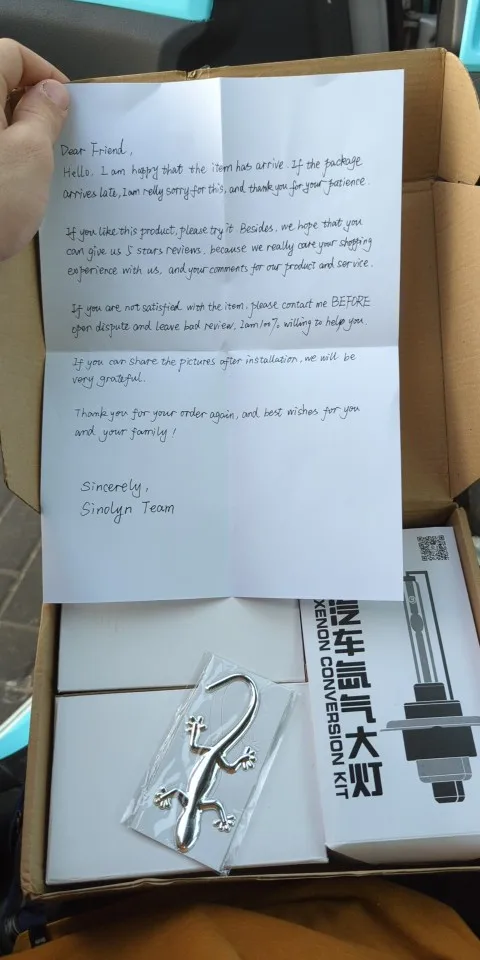 Dear Friend,
Hello, I am happy that the item has arrive. If the package
arrives late, I am relly sorry for this, and thank you for your patience.
If you like this product, please try it Besides, we hope that you
can give us 5 stars reviews, because we really care your shopping
experience with us, and your comments for our product and service.
If you are not satisfied with the item, please contact me BEFORE
open dispute and leave bad review, I am 100% willing to help you.
If you can share the pictures after installation, we will be
very grateful.
Thank you for your order again, and best wishes for you
and your family!
Sincerely,
Sinolyn Team
车氙气大灯
XENON CONVERSION KIT